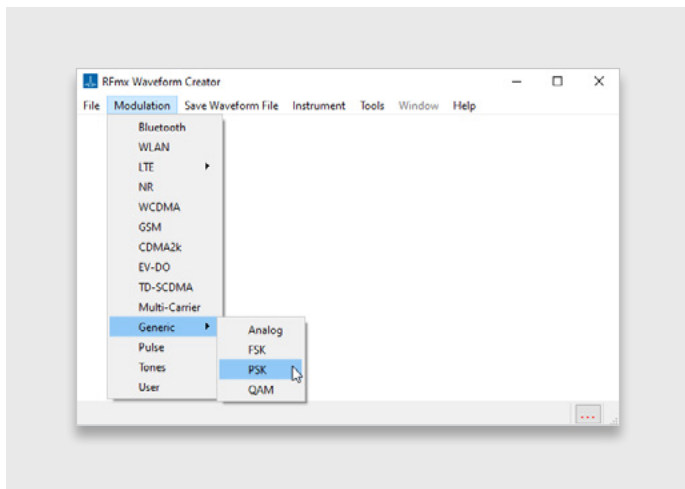 RFmx Waveform Creator
File Modulation Save Waveform File Instrument Tools Window Help
Bluetooth
WLAN
LTE
NR
WCDMA
GSM
CDMA2k
EV-DO
TD-SCDMA
Multi-Carrier
Generic
Pulse
Tones
User
Analog
FSK
PSK
QAM
...